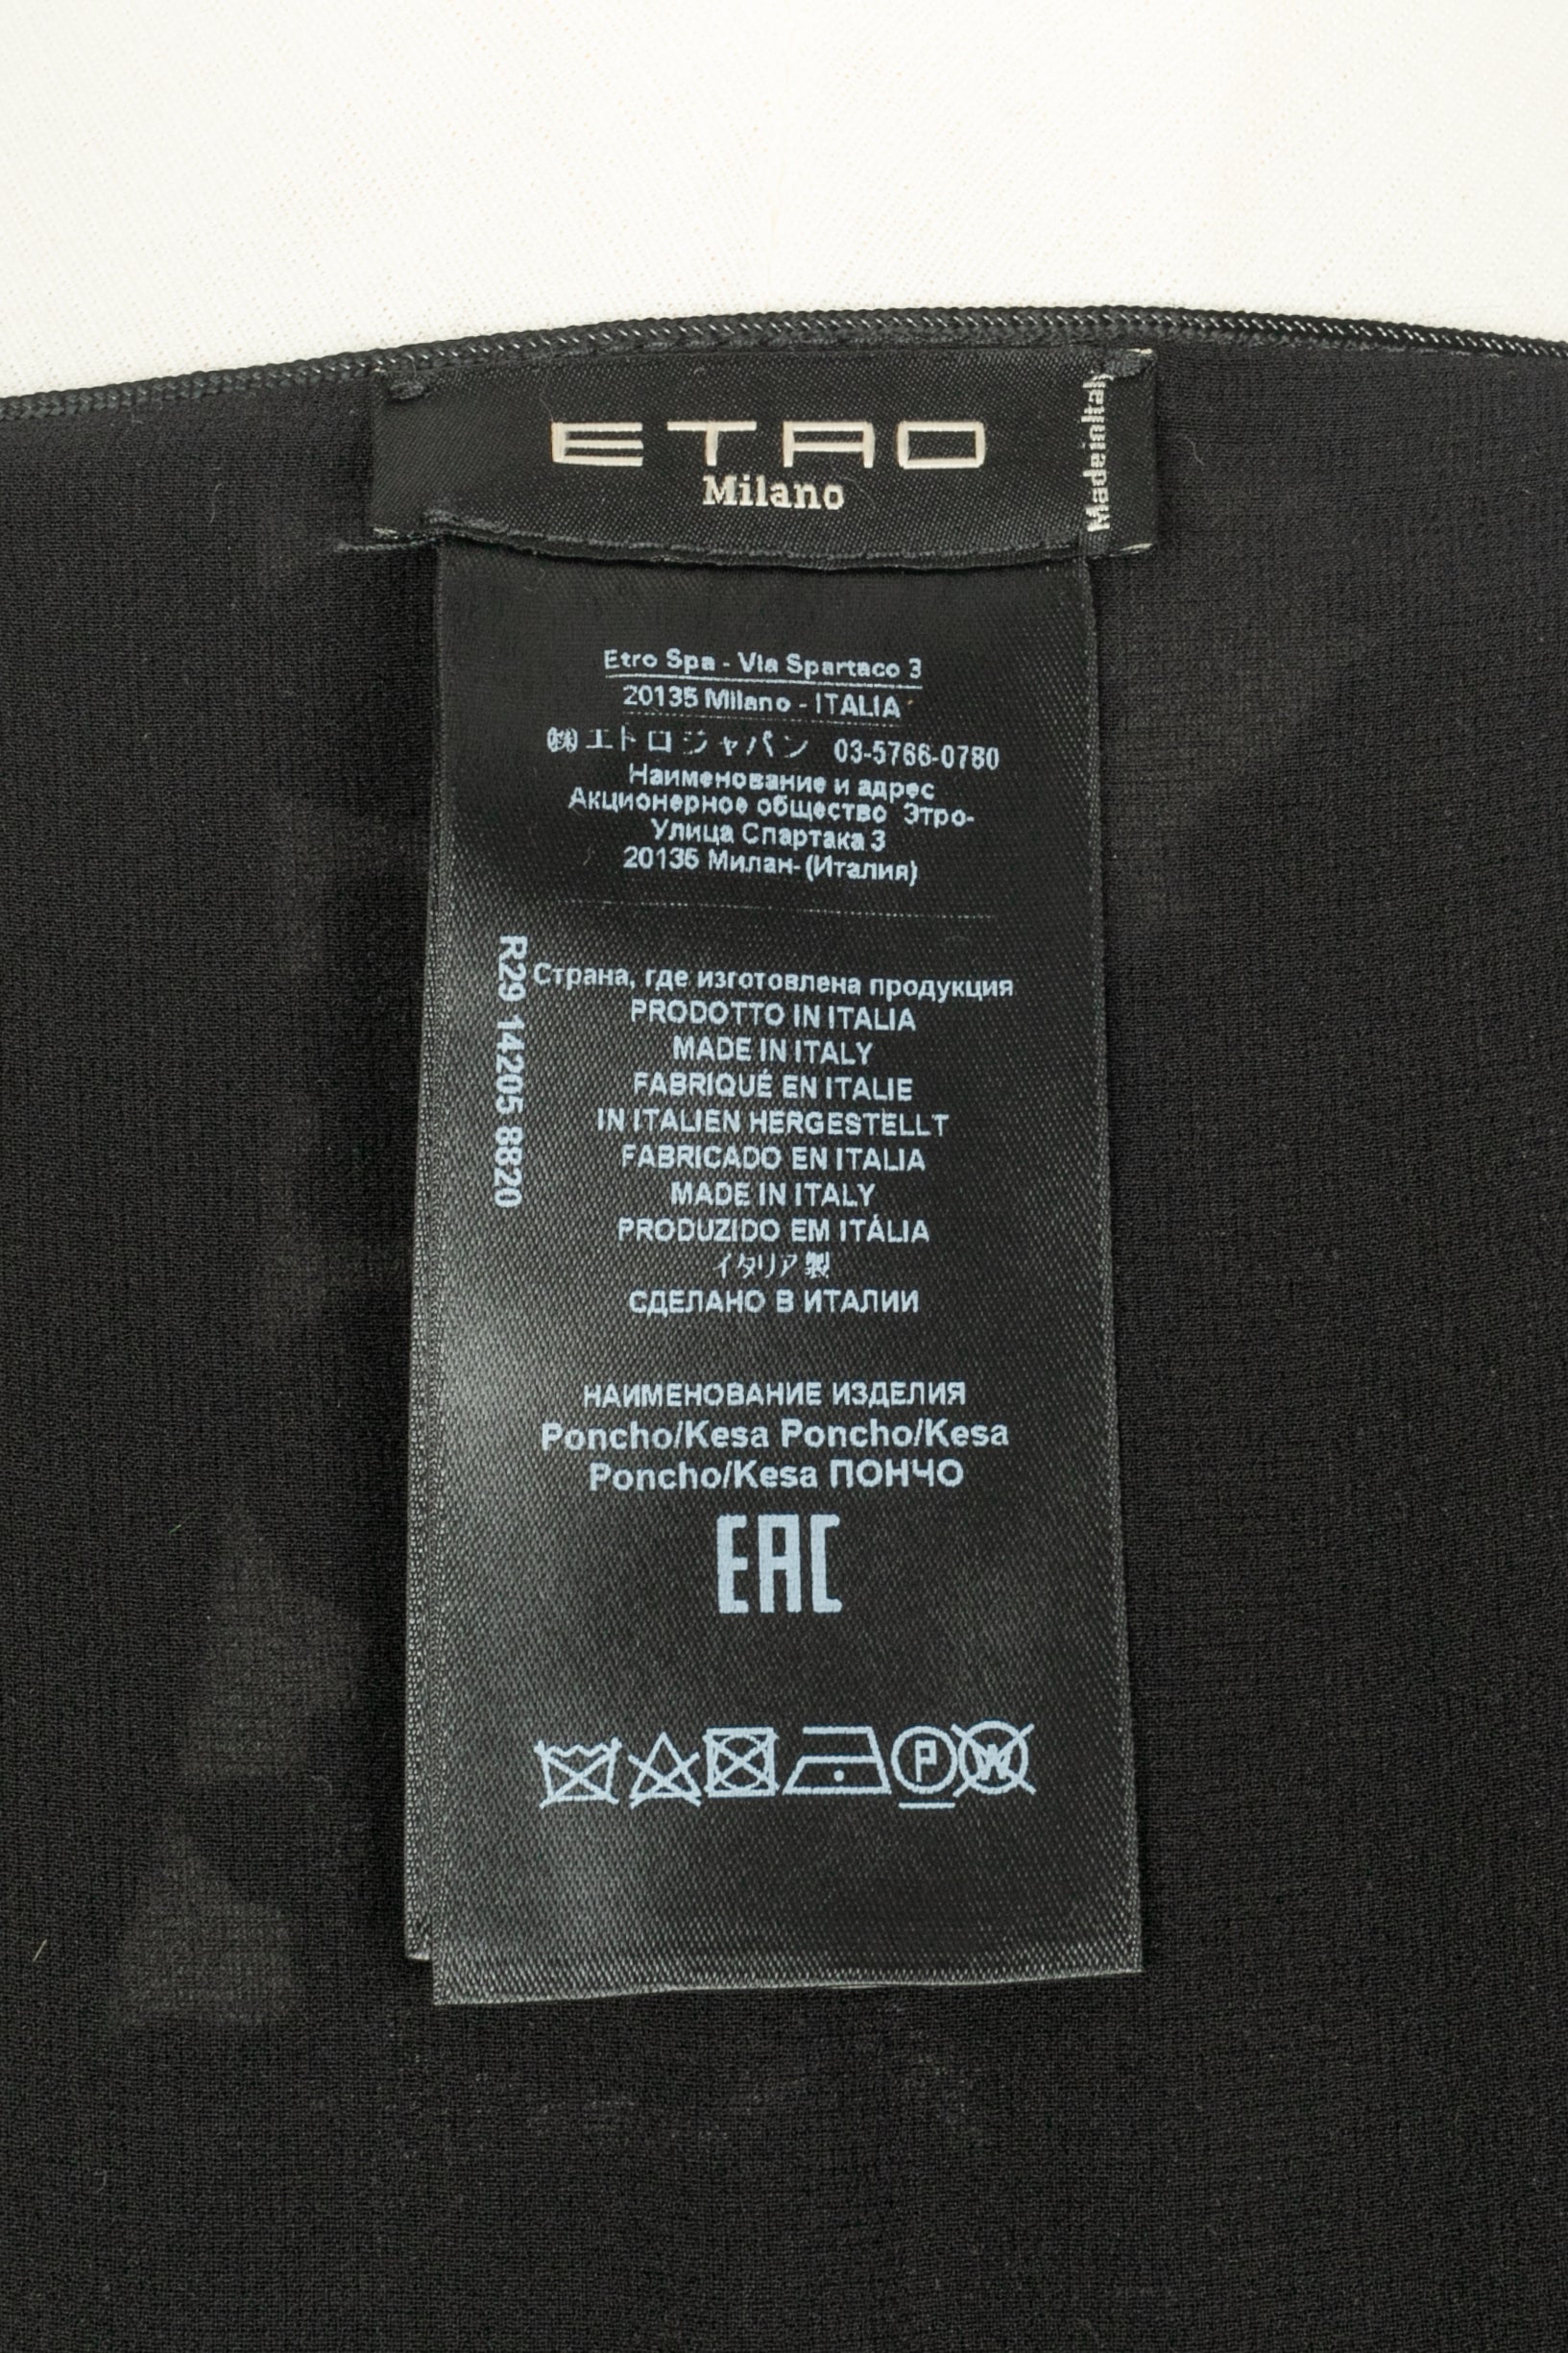 ETRO
Milano
Made in Italy
Etro Spa - Via Spartaco 3
20135 Milano - ITALIA
㈱エトロジャパン 03-5766-0780
Наименование и адрес
Акционерное общество Этро-
Улица Спартака 3
20135 Милан- (Италия)
R29 14205 8820
Страна, где изготовлена продукция
PRODOTTO IN ITALIA
MADE IN ITALY
FABRIQUÉ EN ITALIE
IN ITALIEN HERGESTELLT
FABRICADO EN ITALIA
MADE IN ITALY
PRODUZIDO EM ITÁLIA
イタリア製
СДЕЛАНО В ИТАЛИИ
НАИМЕНОВАНИЕ ИЗДЕЛИЯ
Poncho/Kesa Poncho/Kesa
Poncho/Kesa ПОНЧО
EAC
P W